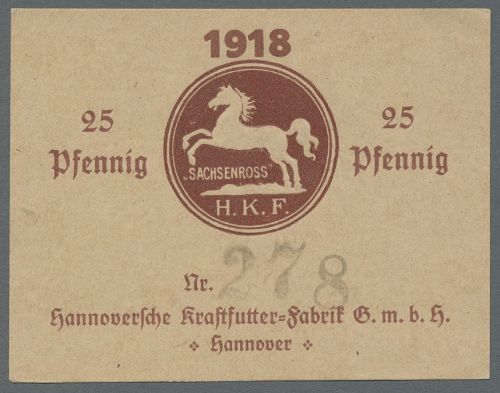 1918
25 Pfennig
25 Pfennig
„SACHSENROSS”
H. K. F.
Nr. 278
Hannoversche Kraftfutter=Fabrik G. m. b. H.
Hannover